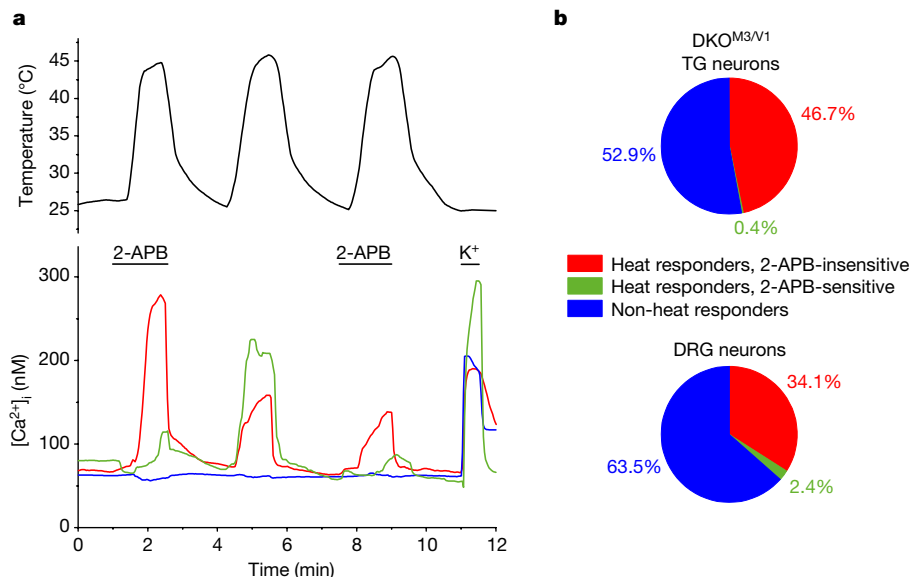 a
Temperature (°C)
45
40
35
30
25
2-APB
2-APB
K⁺
[Ca²⁺]ᵢ (nM)
300
200
100
0
0
2
4
6
8
10
12
Time (min)
b
DKOᴹ³/ⱽ¹
TG neurons
46.7%
52.9%
0.4%
Heat responders, 2-APB-insensitive
Heat responders, 2-APB-sensitive
Non-heat responders
DRG neurons
34.1%
63.5%
2.4%